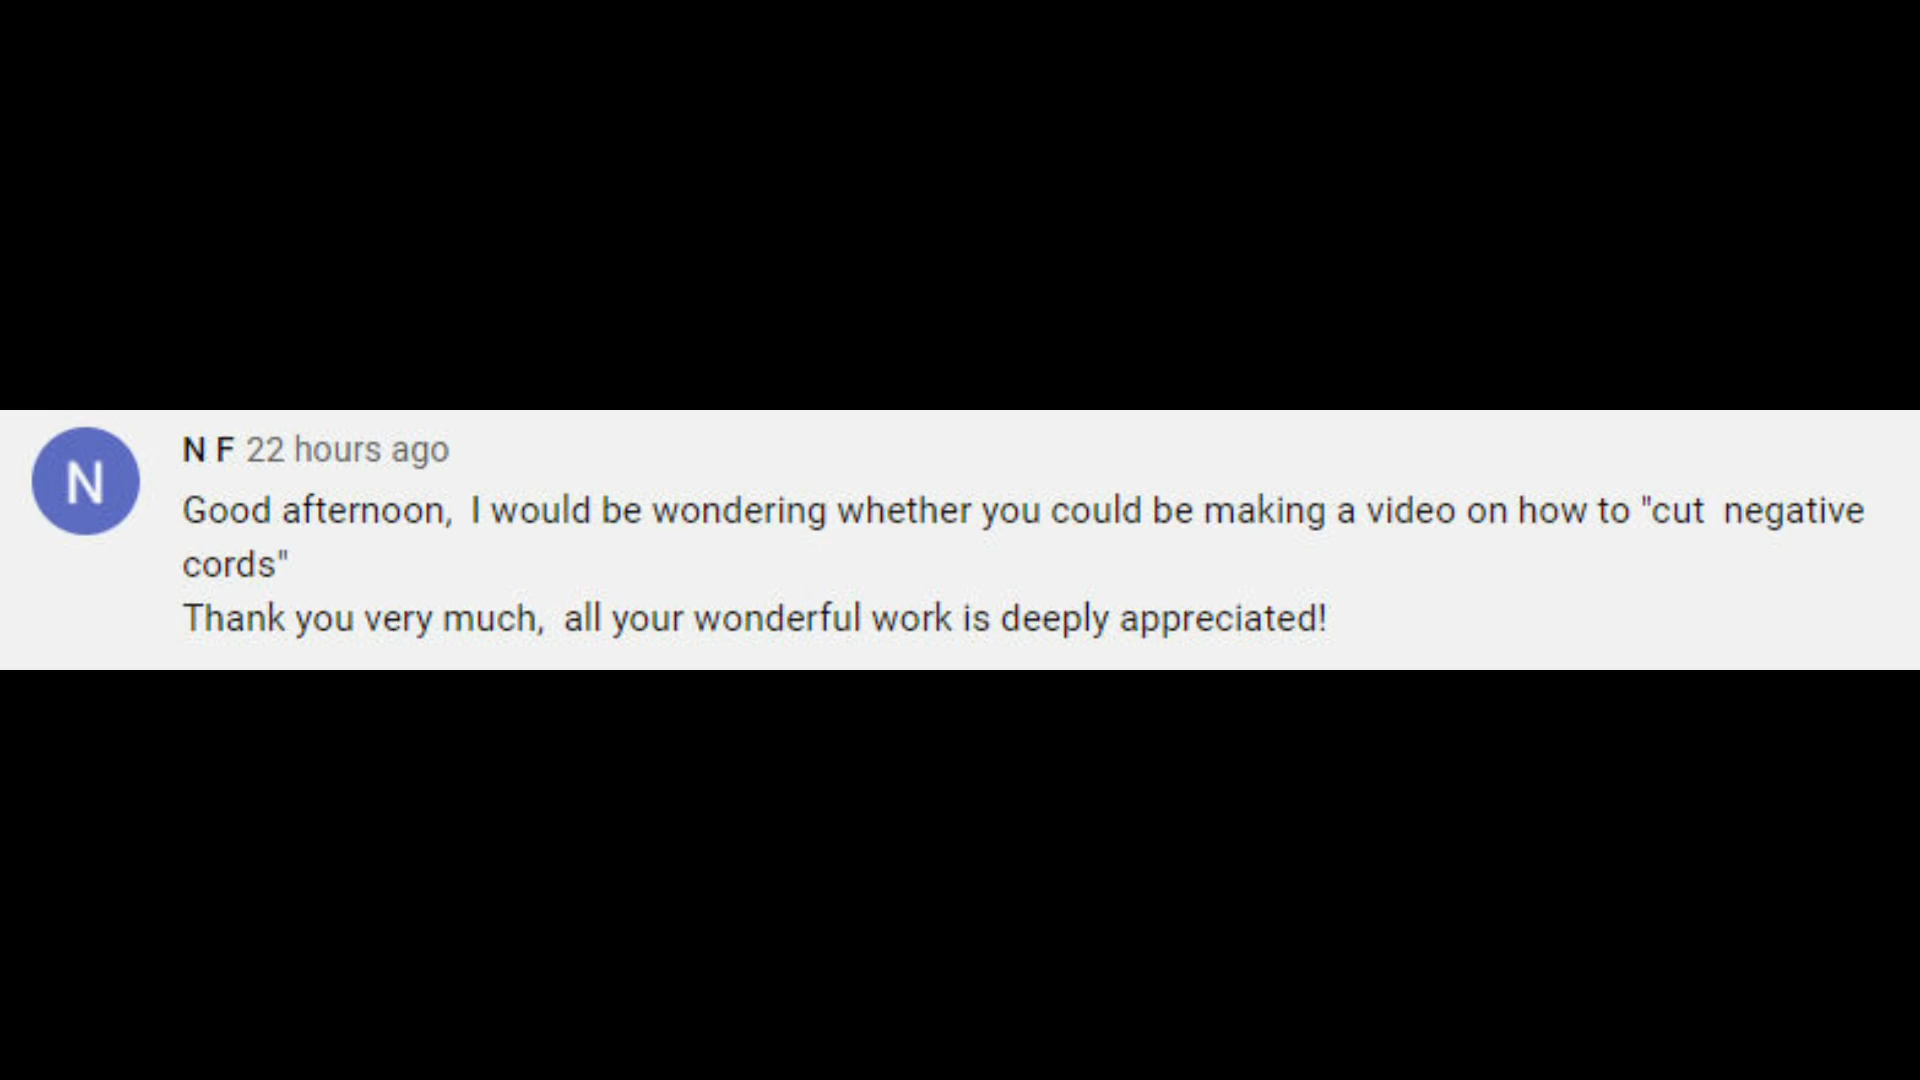 N
N F 22 hours ago
Good afternoon,  I would be wondering whether you could be making a video on how to "cut  negative
cords"
Thank you very much,  all your wonderful work is deeply appreciated!